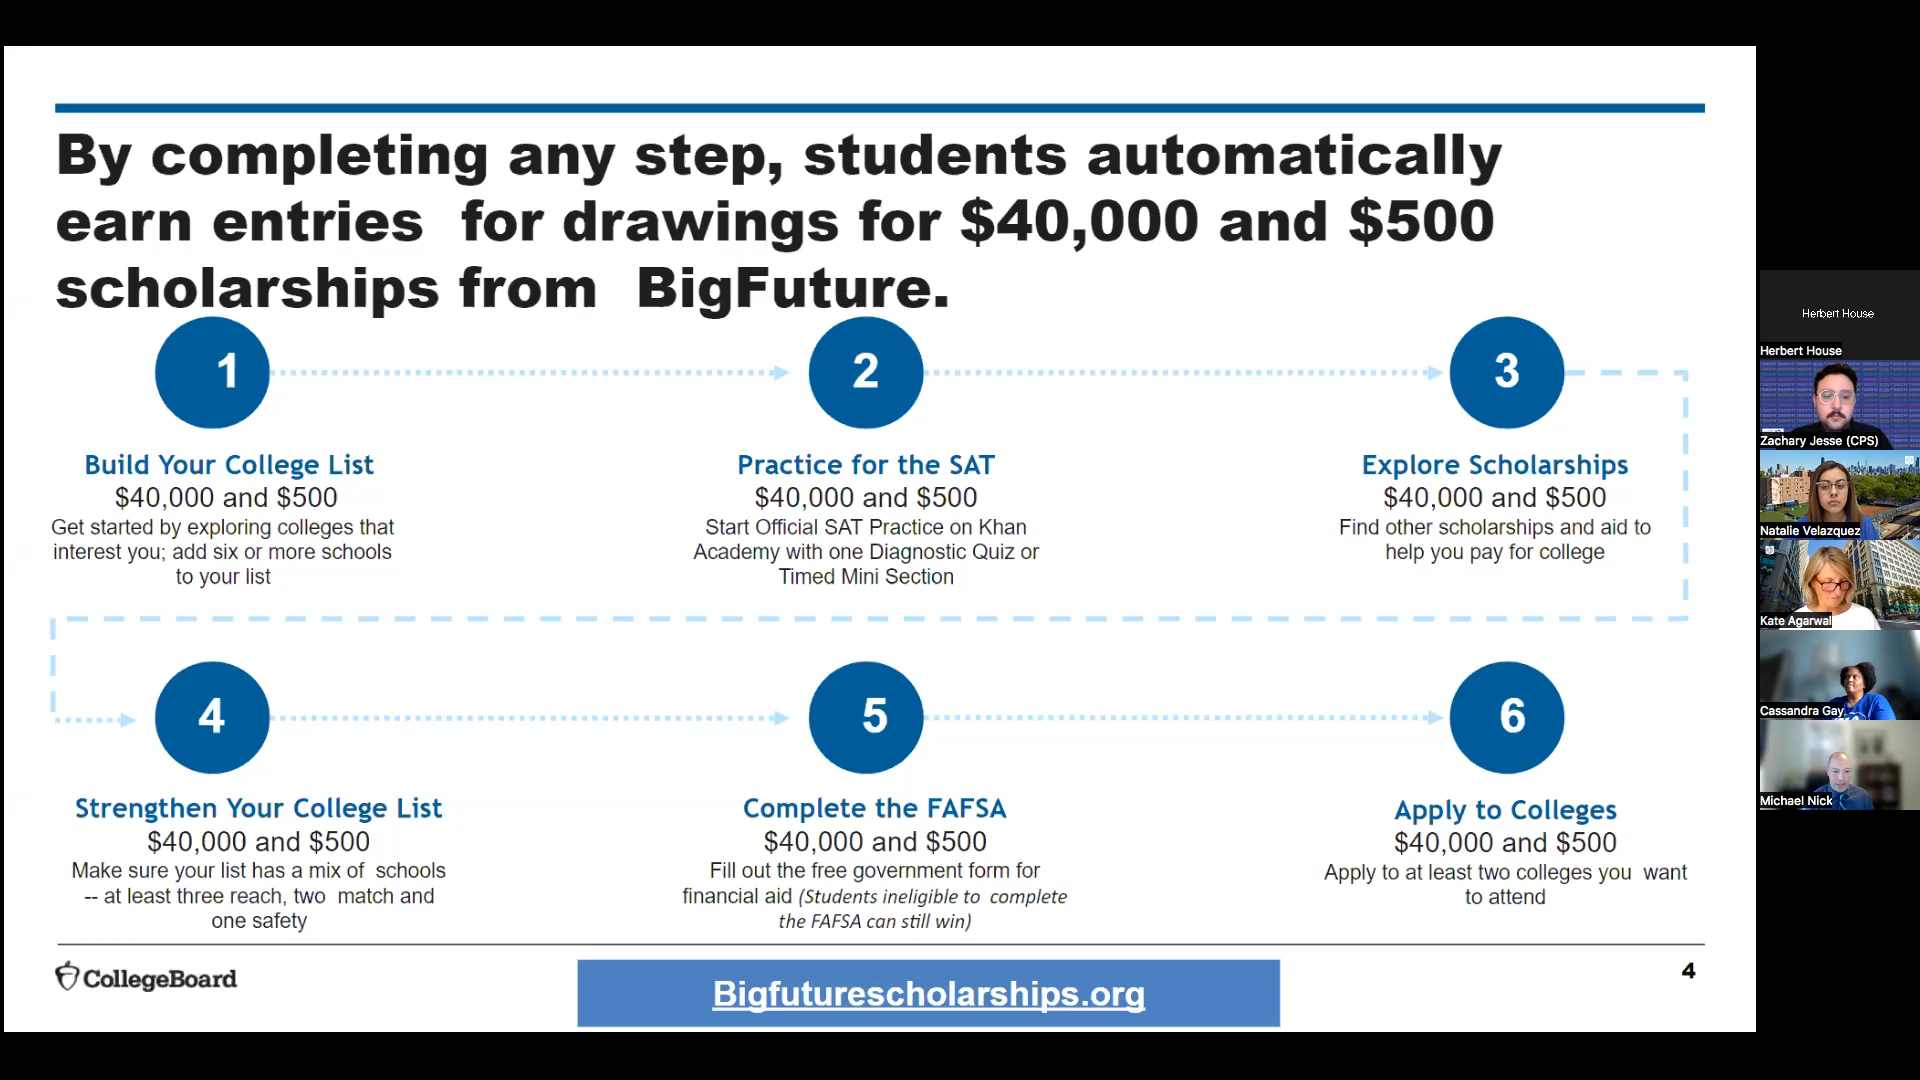 By completing any step, students automatically
earn entries for drawings for $40,000 and $500
scholarships from BigFuture.
1
2
3
Build Your College List
$40,000 and $500
Get started by exploring colleges that
interest you; add six or more schools
to your list
Practice for the SAT
$40,000 and $500
Start Official SAT Practice on Khan
Academy with one Diagnostic Quiz or
Timed Mini Section
Explore Scholarships
$40,000 and $500
Find other scholarships and aid to
help you pay for college
4
5
6
Strengthen Your College List
$40,000 and $500
Make sure your list has a mix of schools
-- at least three reach, two match and
one safety
Complete the FAFSA
$40,000 and $500
Fill out the free government form for
financial aid (Students ineligible to complete
the FAFSA can still win)
Apply to Colleges
$40,000 and $500
Apply to at least two colleges you want
to attend
CollegeBoard
Bigfuturescholarships.org
4
Herbert House
Herbert House
Zachary Jesse (CPS)
Natalie Velazquez
Kate Agarwal
Cassandra Gay
Michael Nick